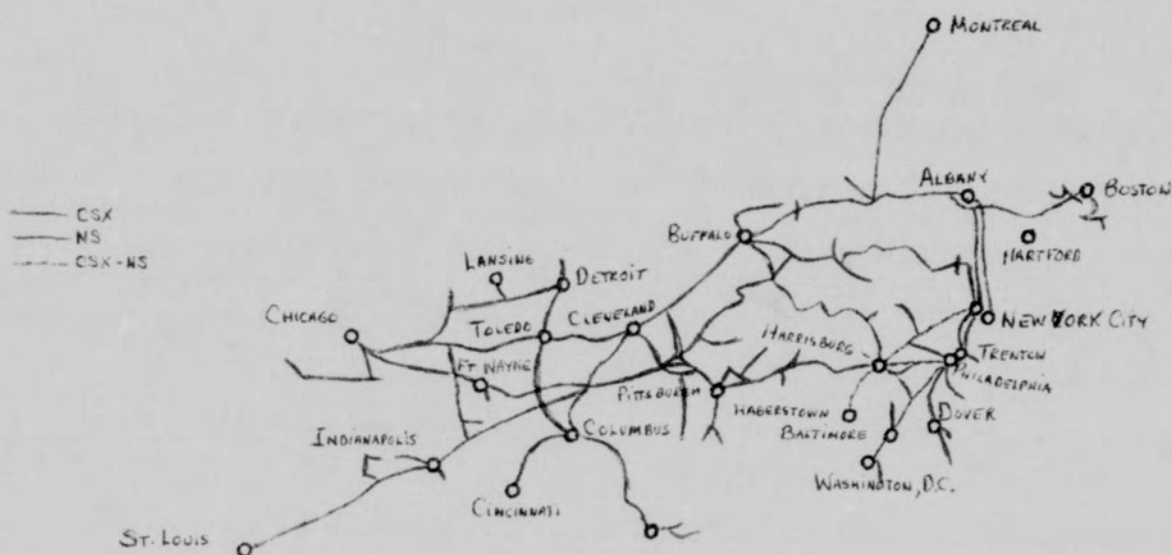 MONTREAL
ALBANY
BOSTON
CSX
NS
CSX-NS
BUFFALO
HARTFORD
LANSING
DETROIT
CHICAGO
TOLEDO
CLEVELAND
NEW YORK CITY
HARRISBURG
TRENTON
FT WAYNE
PITTSBURGH
PHILADELPHIA
HAGERSTOWN
DOVER
BALTIMORE
INDIANAPOLIS
COLUMBUS
WASHINGTON, D.C.
CINCINNATI
ST. LOUIS